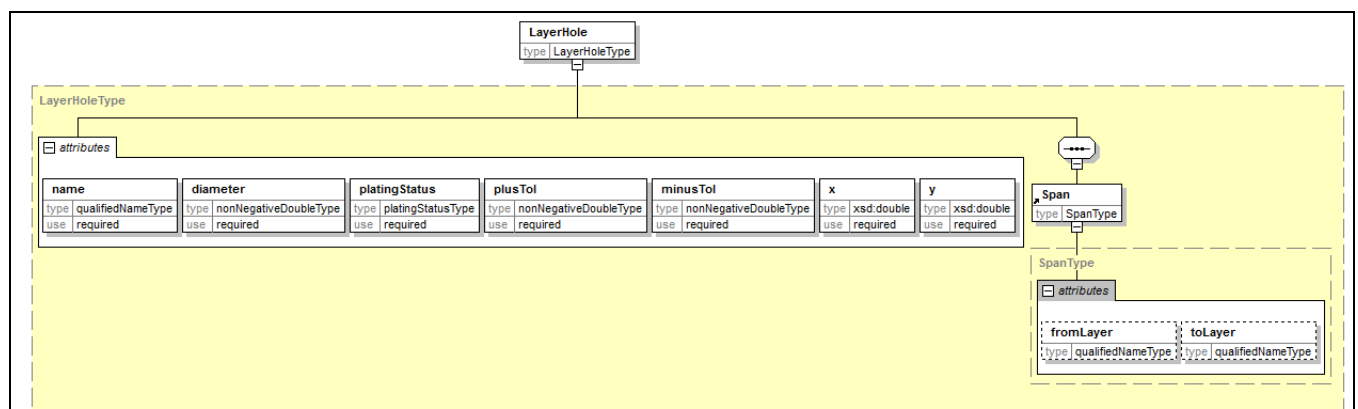 LayerHole
type LayerHoleType
LayerHoleType
attributes
name
type qualifiedNameType
use required
diameter
type nonNegativeDoubleType
use required
platingStatus
type platingStatusType
use required
plusTol
type nonNegativeDoubleType
use required
minusTol
type nonNegativeDoubleType
use required
x
type xsd:double
use required
y
type xsd:double
use required
Span
type SpanType
SpanType
attributes
fromLayer
type qualifiedNameType
toLayer
type qualifiedNameType